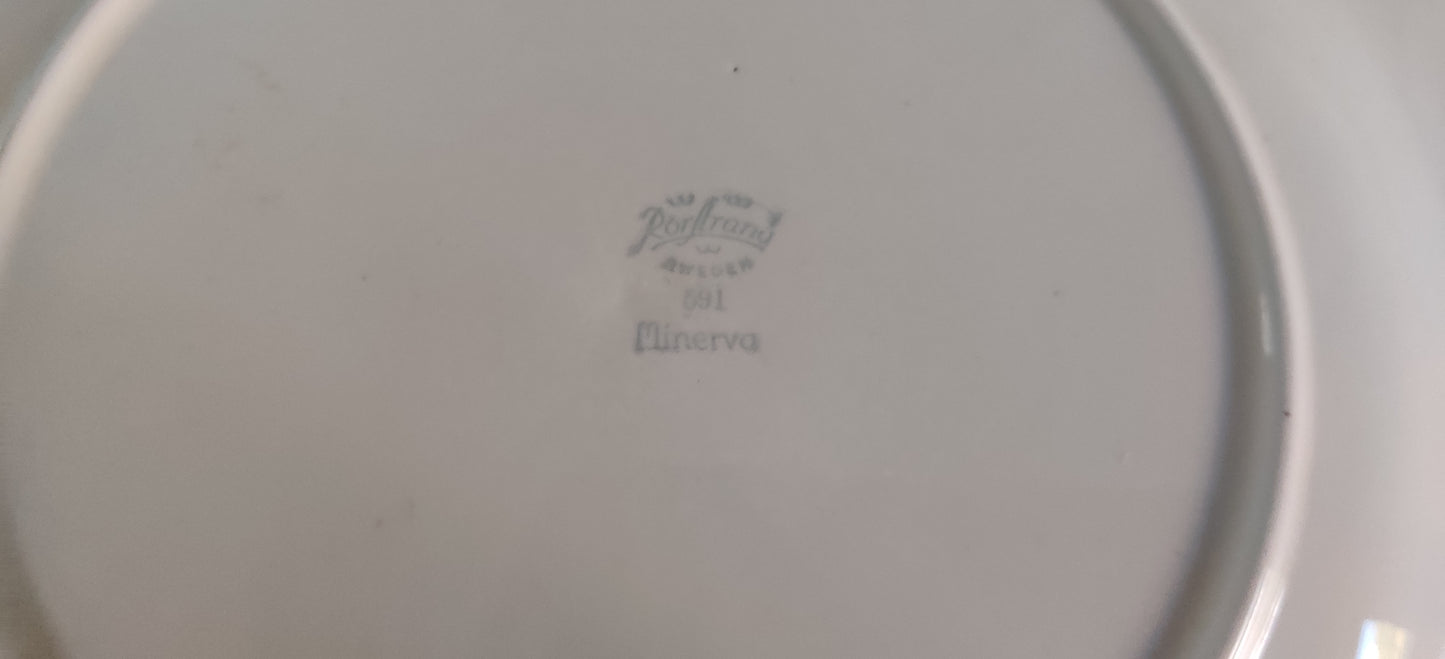 Rörstrand
SWEDEN
591
Minerva